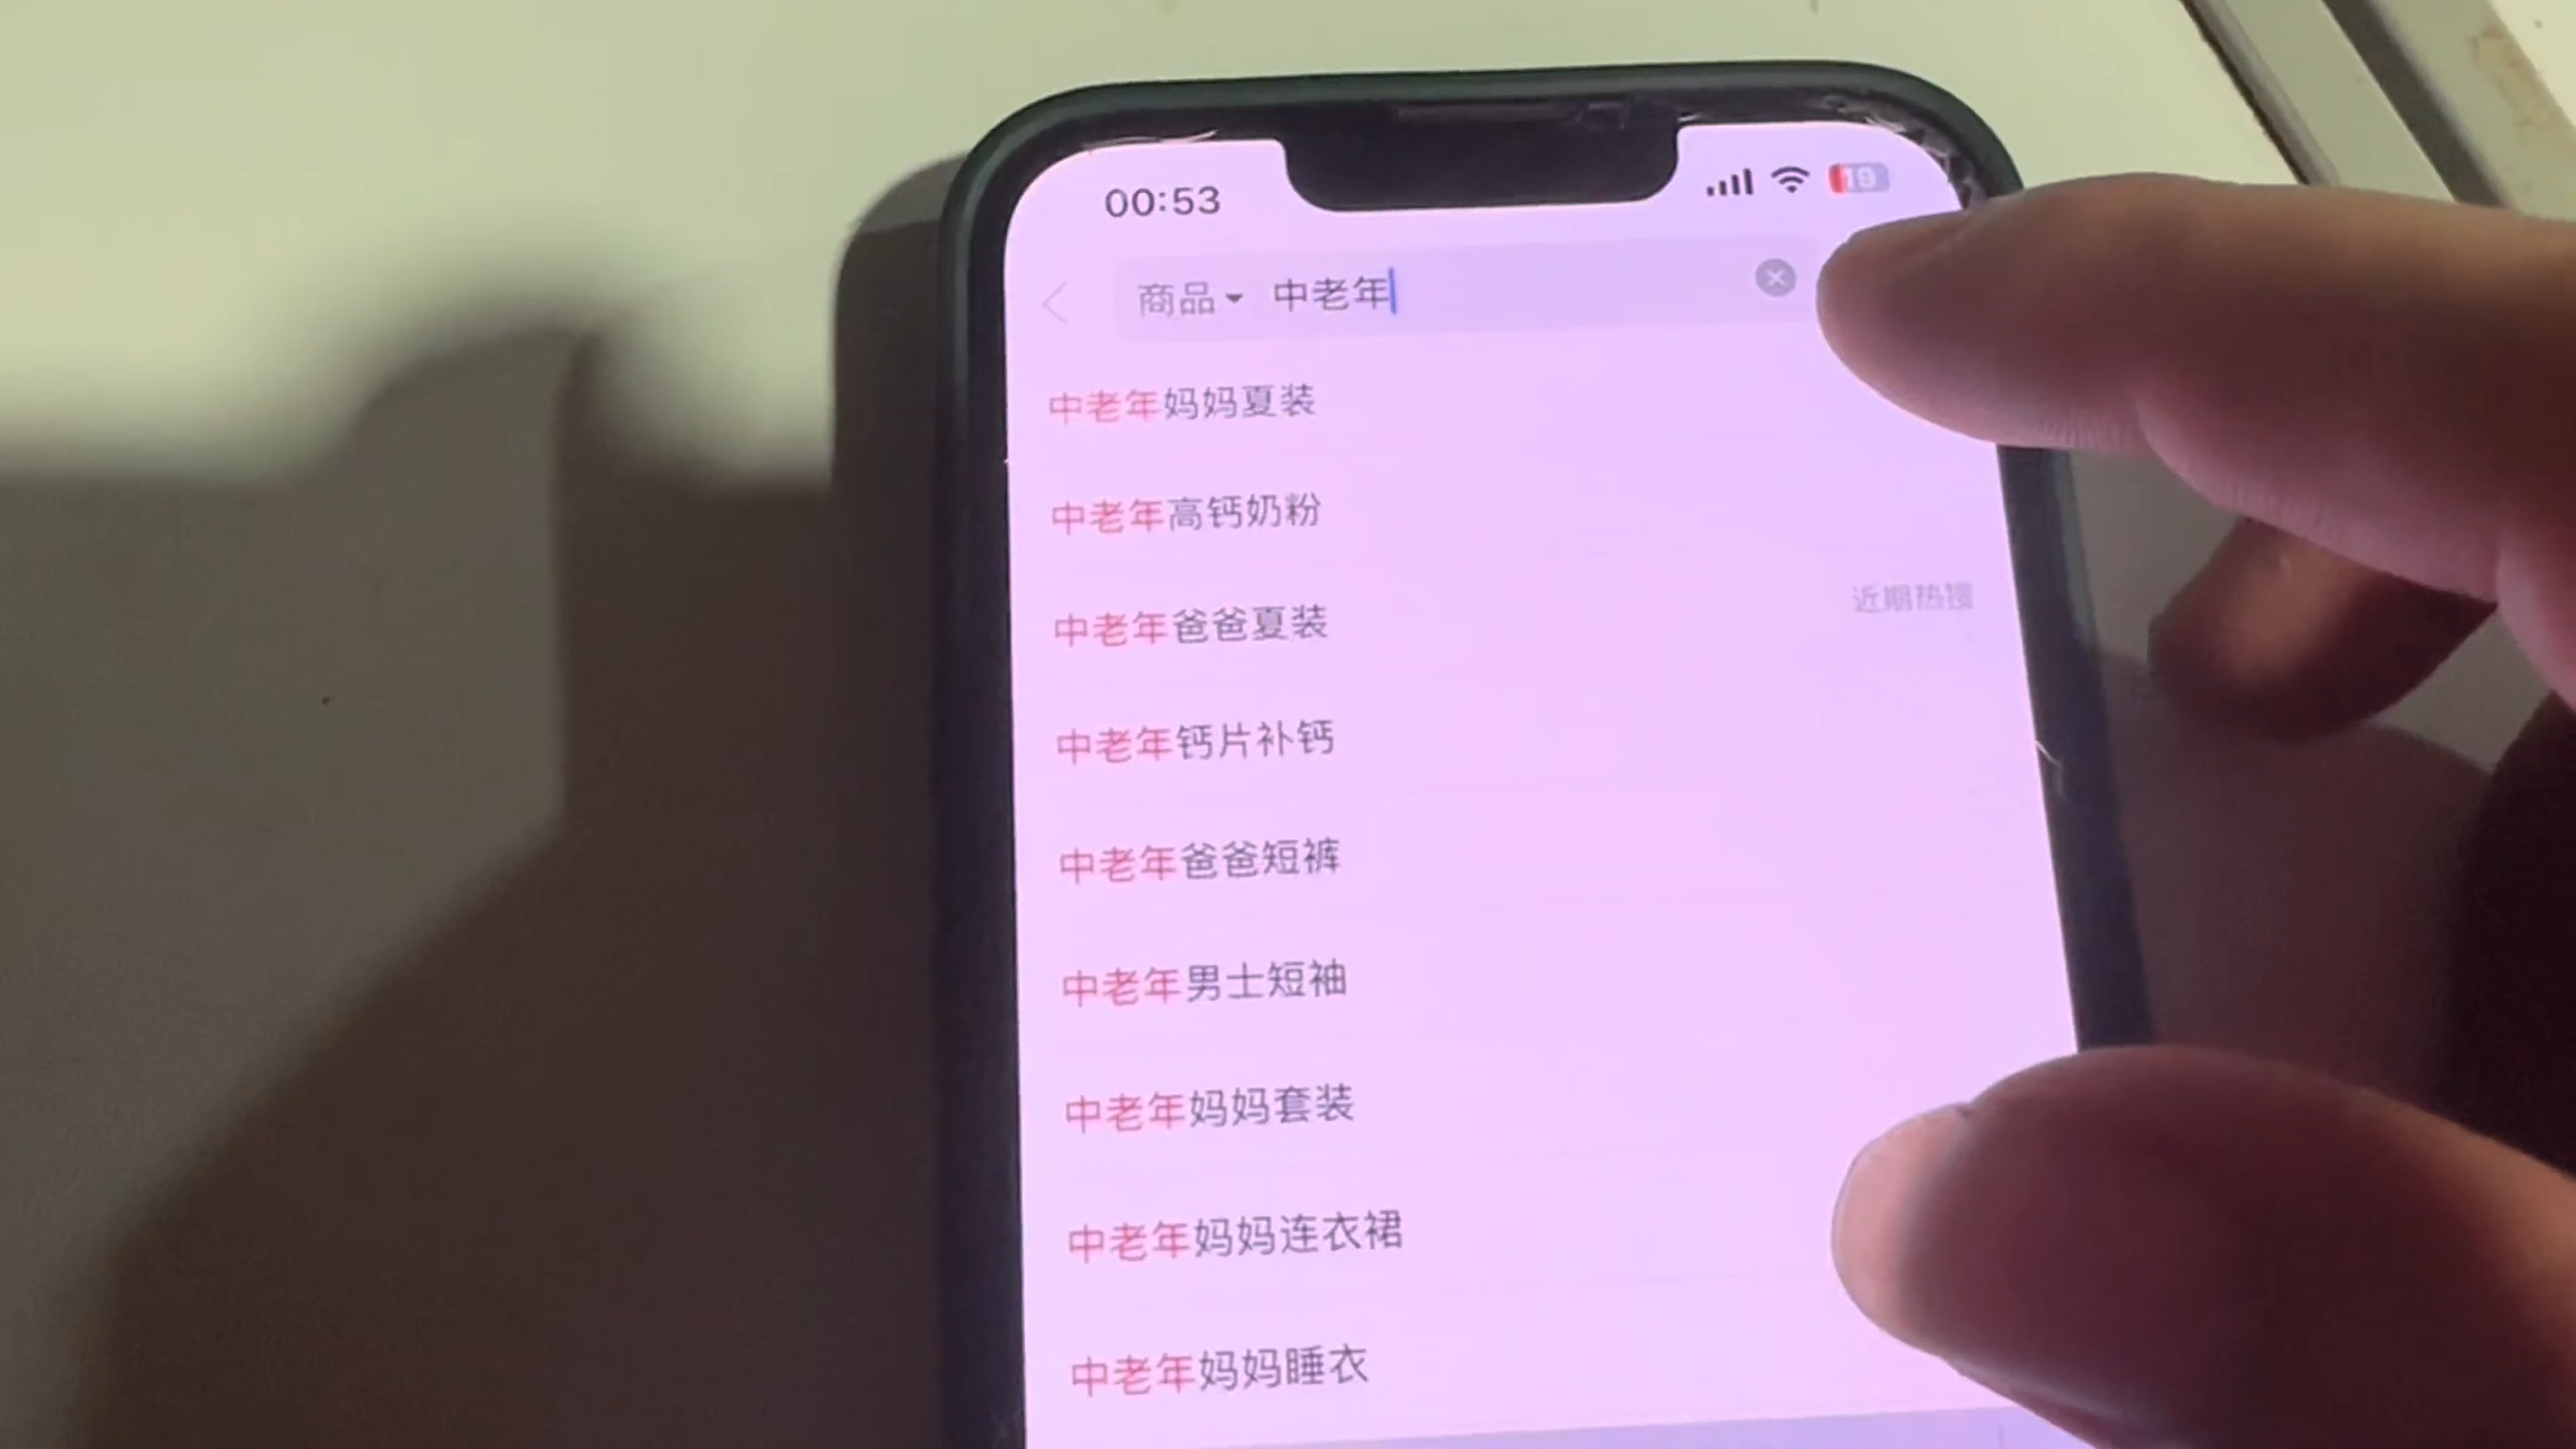 00:53
19
商品 中老年
中老年妈妈夏装
中老年高钙奶粉
中老年爸爸夏装
近期热搜
中老年钙片补钙
中老年爸爸短裤
中老年男士短袖
中老年妈妈套装
中老年妈妈连衣裙
中老年妈妈睡衣